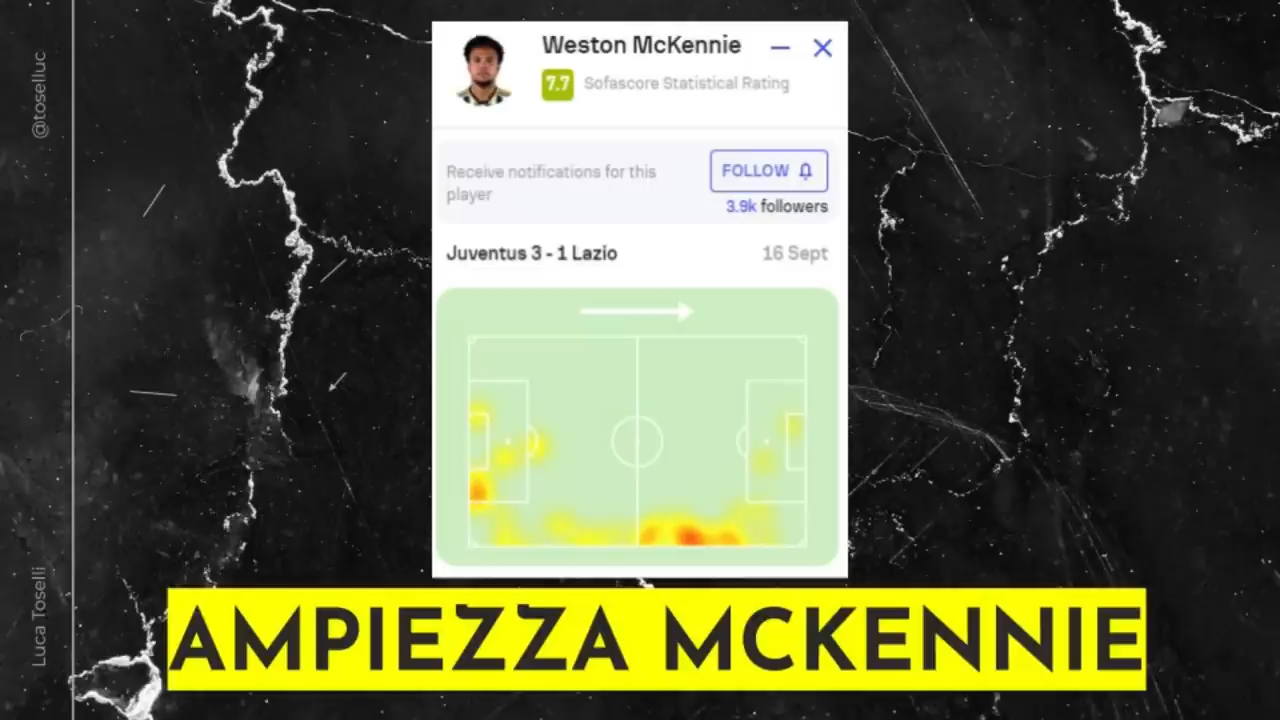 @toselluc
Luca Toselli
Weston McKennie
7.7 Sofascore Statistical Rating
Receive notifications for this
player
FOLLOW
3.9k followers
Juventus 3 - 1 Lazio 16 Sept
AMPIEZZA MCKENNIE